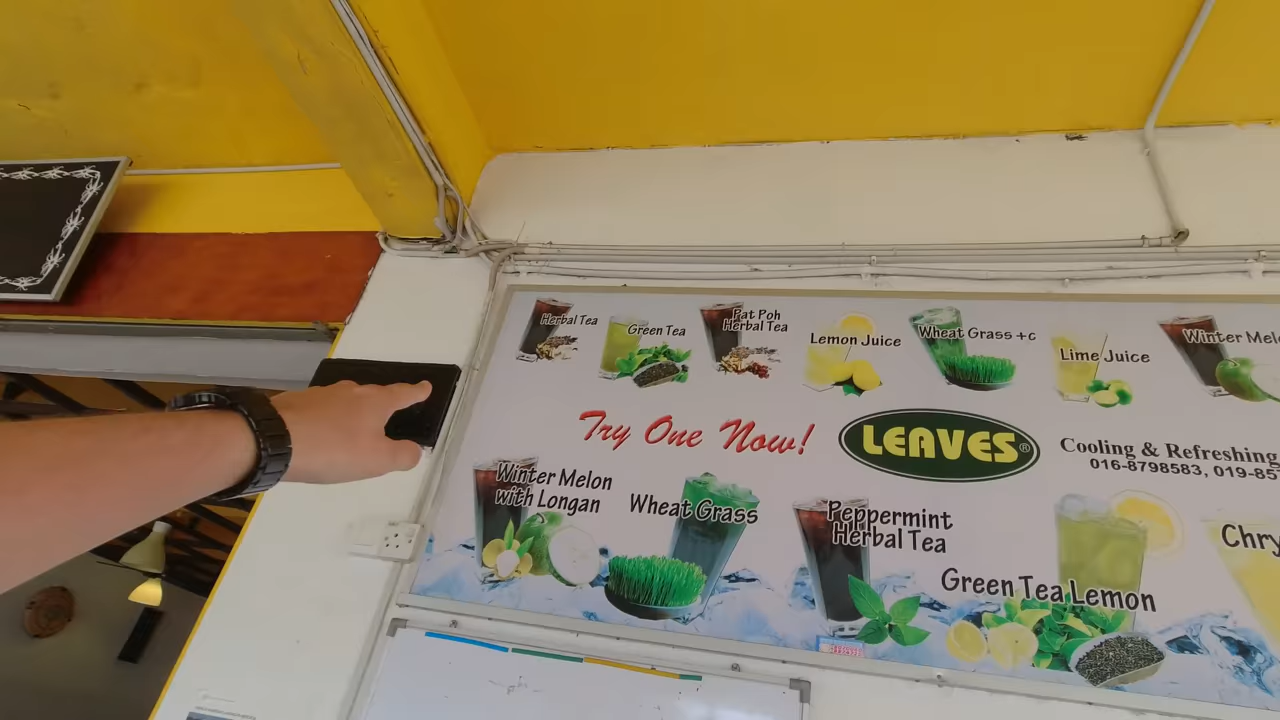 Herbal Tea
Green Tea
Pat Poh
Herbal Tea
Lemon Juice
Wheat Grass +c
Lime Juice
Winter Melo
Try One Now!
LEAVES®
Cooling & Refreshing
016-8798583, 019-857
Winter Melon
with Longan
Wheat Grass
Peppermint
Herbal Tea
Green Tea Lemon
Chry